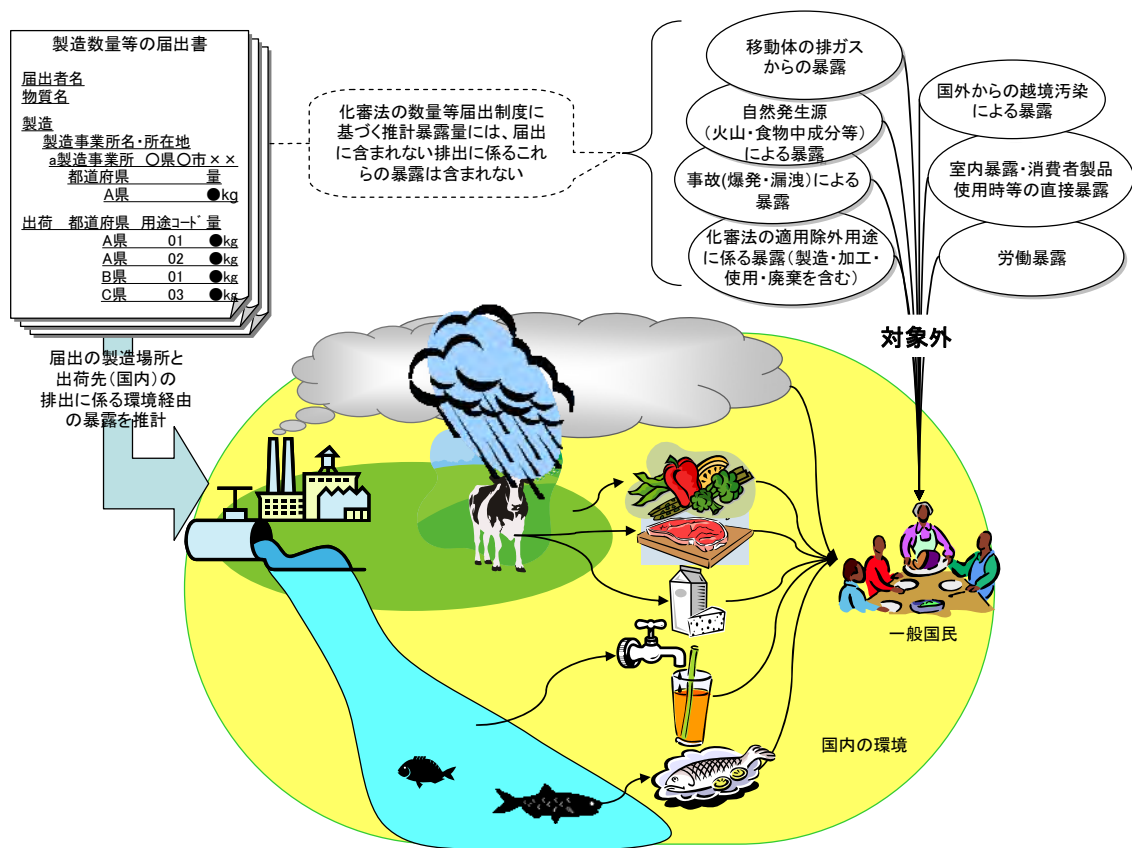 製造数量等の届出書
届出者名
物質名
製造
製造事業所名・所在地
a製造事業所 〇県〇市××
都道府県 量
A県 ●kg
出荷 都道府県 用途コード 量
A県 01 ●kg
A県 02 ●kg
B県 01 ●kg
C県 03 ●kg
届出の製造場所と
出荷先(国内)の
排出に係る環境経由
の暴露を推計
化審法の数量等届出制度に
基づく推計暴露量には、届出
に含まれない排出に係るこれ
らの暴露は含まれない
移動体の排ガス
からの暴露
自然発生源
(火山・食物中成分等)
による暴露
事故(爆発・漏洩)による
暴露
化審法の適用除外用途
に係る暴露(製造・加工・
使用・廃棄を含む)
国外からの越境汚染
による暴露
室内暴露・消費者製品
使用時等の直接暴露
労働暴露
対象外
一般国民
国内の環境